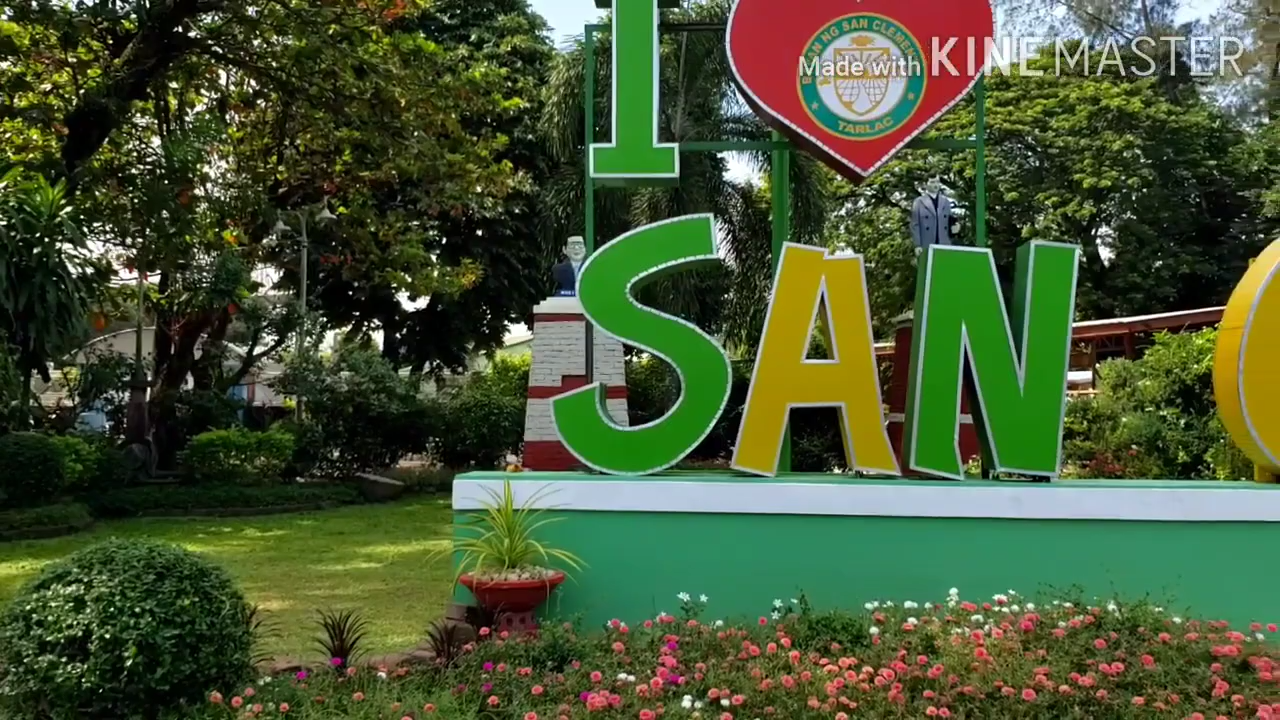 I
BAYAN NG SAN CLEMENTE
TARLAC
Made with KINEMASTER
SAN C